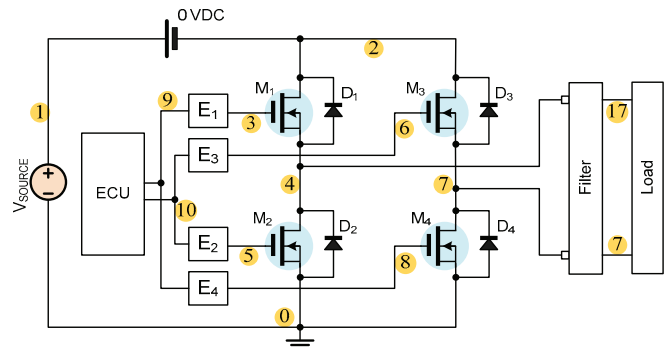 0 VDC
2
1
9
E₁
3
M₁
D₁
M₃
D₃
6
E₃
ECU
10
4
7
17
Filter
Load
V_SOURCE
E₂
5
M₂
D₂
M₄
D₄
8
7
E₄
0